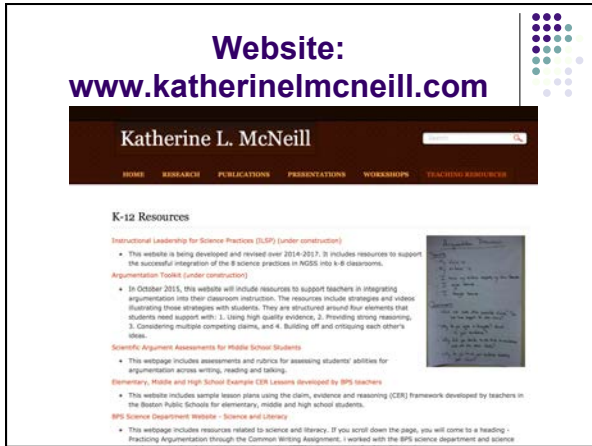 Website:
www.katherinelmcneill.com
Katherine L. McNeill
HOME RESEARCH PUBLICATIONS PRESENTATIONS WORKSHOPS TEACHING RESOURCES
K-12 Resources
Instructional Leadership for Science Practices (ILSP) (under construction)
• This website is being developed and revised over 2014-2017. It includes resources to support
the successful integration of the 8 science practices in NGSS into k-8 classrooms.
Argumentation Toolkit (under construction)
• In October 2015, this website will include resources to support teachers in integrating
argumentation into their classroom instruction. The resources include strategies and videos
illustrating those strategies with students. They are structured around four elements that
students need support with: 1. Using high quality evidence, 2. Providing strong reasoning,
3. Considering multiple competing claims, and 4. Building off and critiquing each other's
ideas.
Scientific Argument Assessments for Middle School Students
• This webpage includes assessments and rubrics for assessing students' abilities for
argumentation across writing, reading and talking.
Elementary, Middle and High School Example CER Lessons developed by BPS teachers
• This website includes sample lesson plans using the claim, evidence and reasoning (CER) framework developed by teachers in
the Boston Public Schools for elementary, middle and high school students.
BPS Science Department Website - Science and Literacy
• This webpage includes resources related to science and literacy. If you scroll down the page, you will come to a heading -
Practicing Argumentation through the Common Writing Assignment. I worked with the BPS science department and science